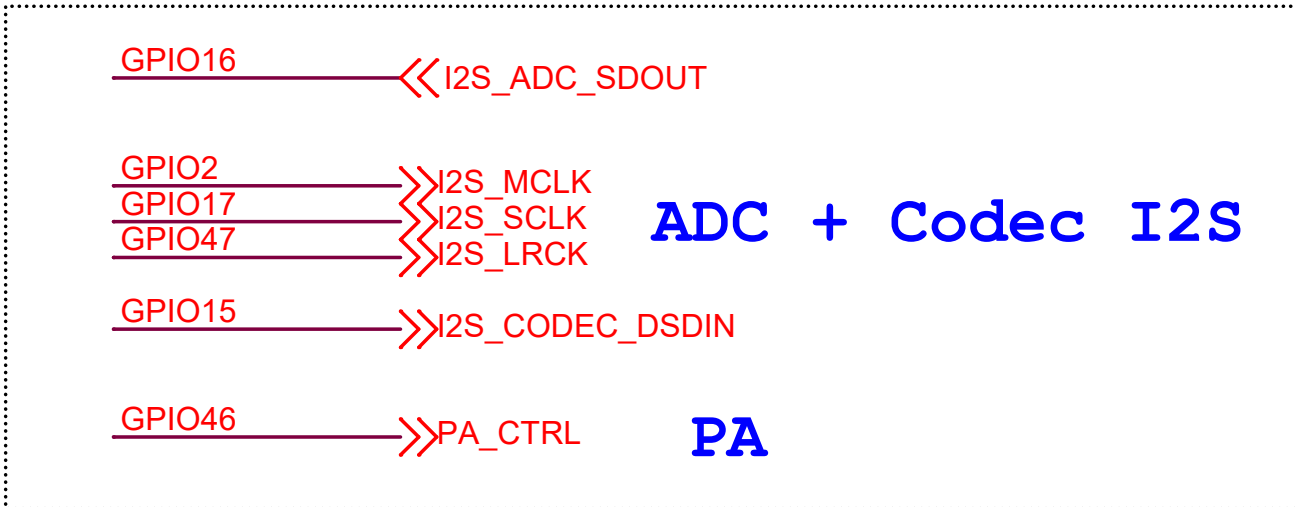 GPIO16
I2S_ADC_SDOUT
GPIO2
I2S_MCLK
GPIO17
I2S_SCLK
GPIO47
I2S_LRCK
ADC + Codec I2S
GPIO15
I2S_CODEC_DSDIN
GPIO46
PA_CTRL
PA